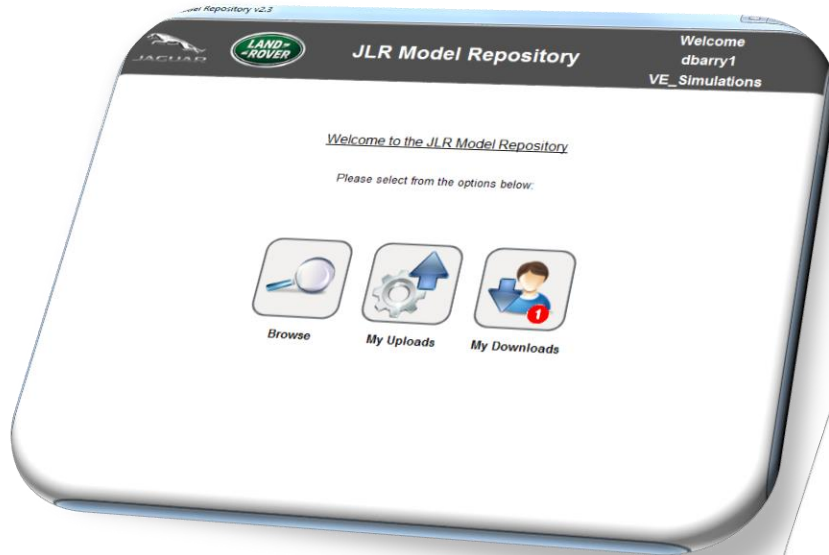 Model Repository v2.3
JAGUAR
LAND-
-ROVER
JLR Model Repository
Welcome
dbarry1
VE_Simulations
Welcome to the JLR Model Repository
Please select from the options below:
1
Browse
My Uploads
My Downloads